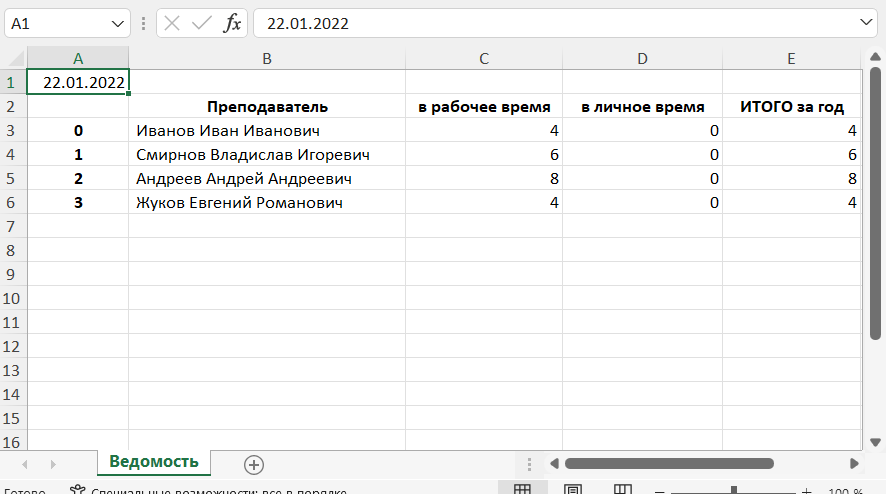 A1 fx 22.01.2022
A B C D E
1 22.01.2022
2 Преподаватель в рабочее время в личное время ИТОГО за год
3 0 Иванов Иван Иванович 4 0 4
4 1 Смирнов Владислав Игоревич 6 0 6
5 2 Андреев Андрей Андреевич 8 0 8
6 3 Жуков Евгений Романович 4 0 4
7
8
9
10
11
12
13
14
15
16
Ведомость
Готово Специальные возможности: все в порядке 100 %